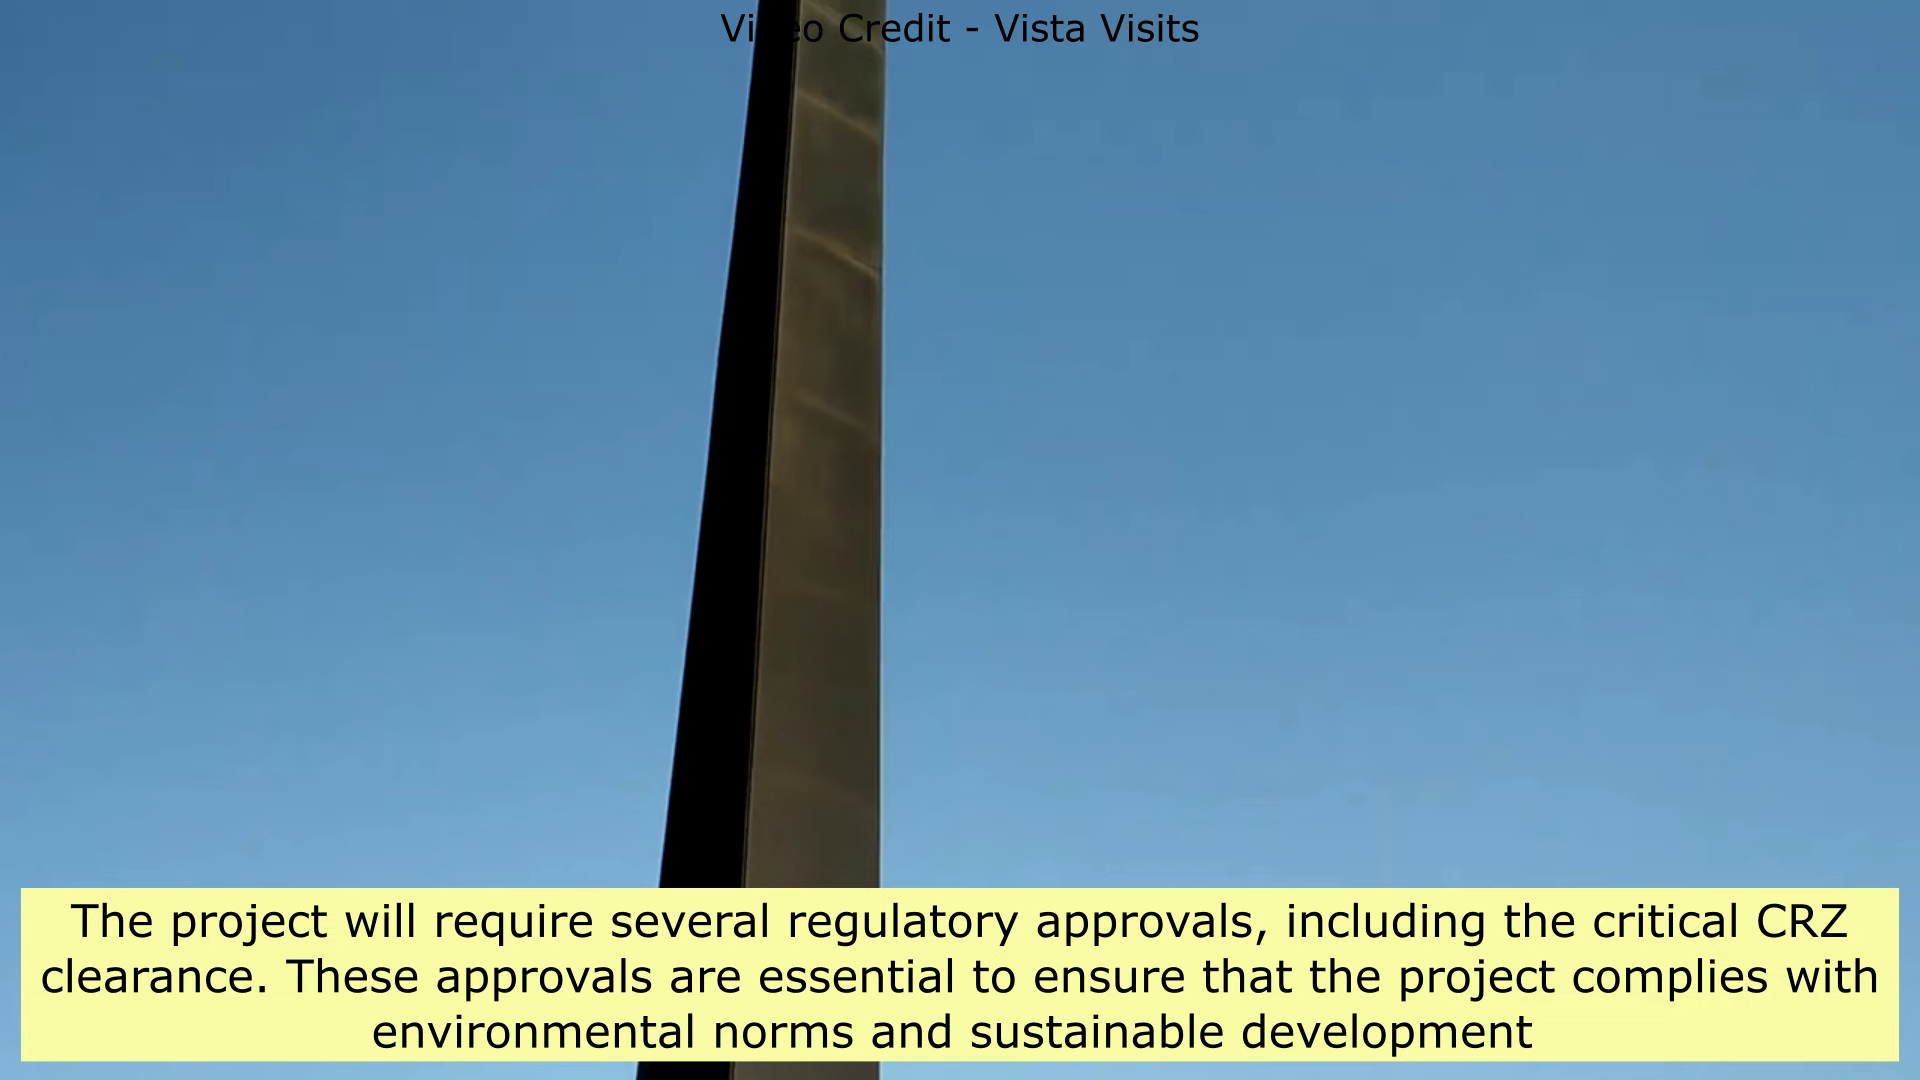 Video Credit - Vista Visits
The project will require several regulatory approvals, including the critical CRZ
clearance. These approvals are essential to ensure that the project complies with
environmental norms and sustainable development